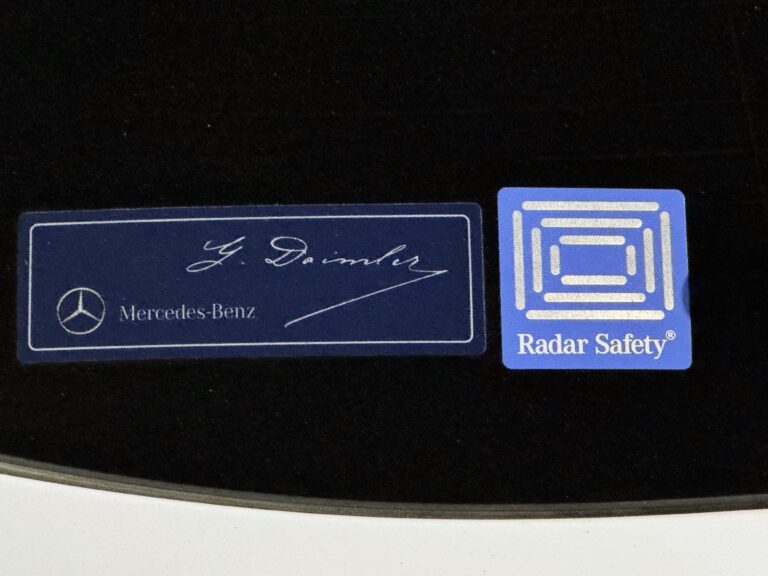 G. Daimler
Mercedes-Benz
Radar Safety®